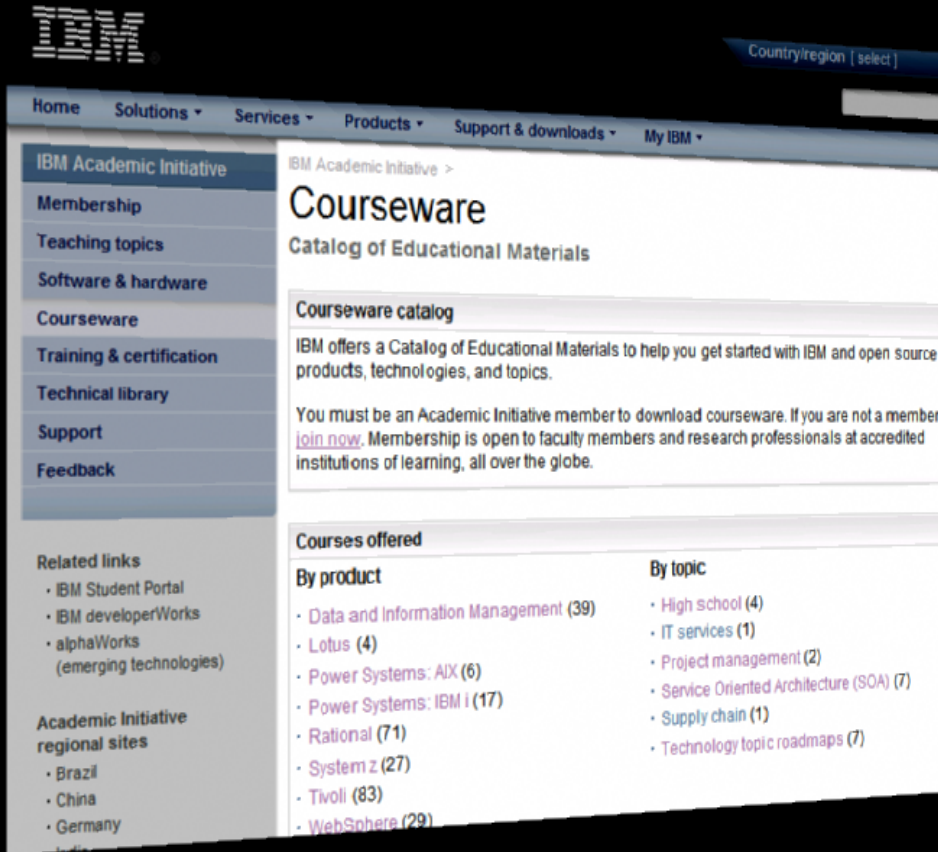 IBM
Country/region [ select ]
Home Solutions Services Products Support & downloads My IBM
IBM Academic Initiative
Membership
Teaching topics
Software & hardware
Courseware
Training & certification
Technical library
Support
Feedback
Related links
· IBM Student Portal
· IBM developerWorks
· alphaWorks
(emerging technologies)
Academic Initiative
regional sites
· Brazil
· China
· Germany
IBM Academic Initiative >
Courseware
Catalog of Educational Materials
Courseware catalog
IBM offers a Catalog of Educational Materials to help you get started with IBM and open source
products, technologies, and topics.
You must be an Academic Initiative member to download courseware. If you are not a member
join now. Membership is open to faculty members and research professionals at accredited
institutions of learning, all over the globe.
Courses offered
By product
· Data and Information Management (39)
· Lotus (4)
· Power Systems: AIX (6)
· Power Systems: IBM i (17)
· Rational (71)
· System z (27)
· Tivoli (83)
· WebSphere (29)
By topic
· High school (4)
· IT services (1)
· Project management (2)
· Service Oriented Architecture (SOA) (7)
· Supply chain (1)
· Technology topic roadmaps (7)